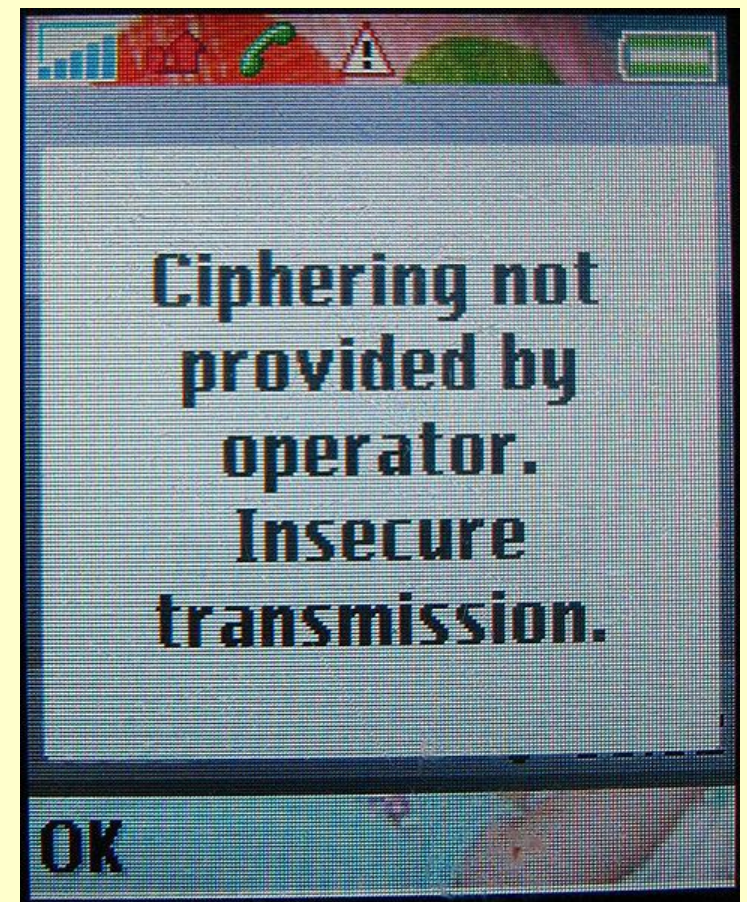 Ciphering not
provided by
operator.
Insecure
transmission.
OK